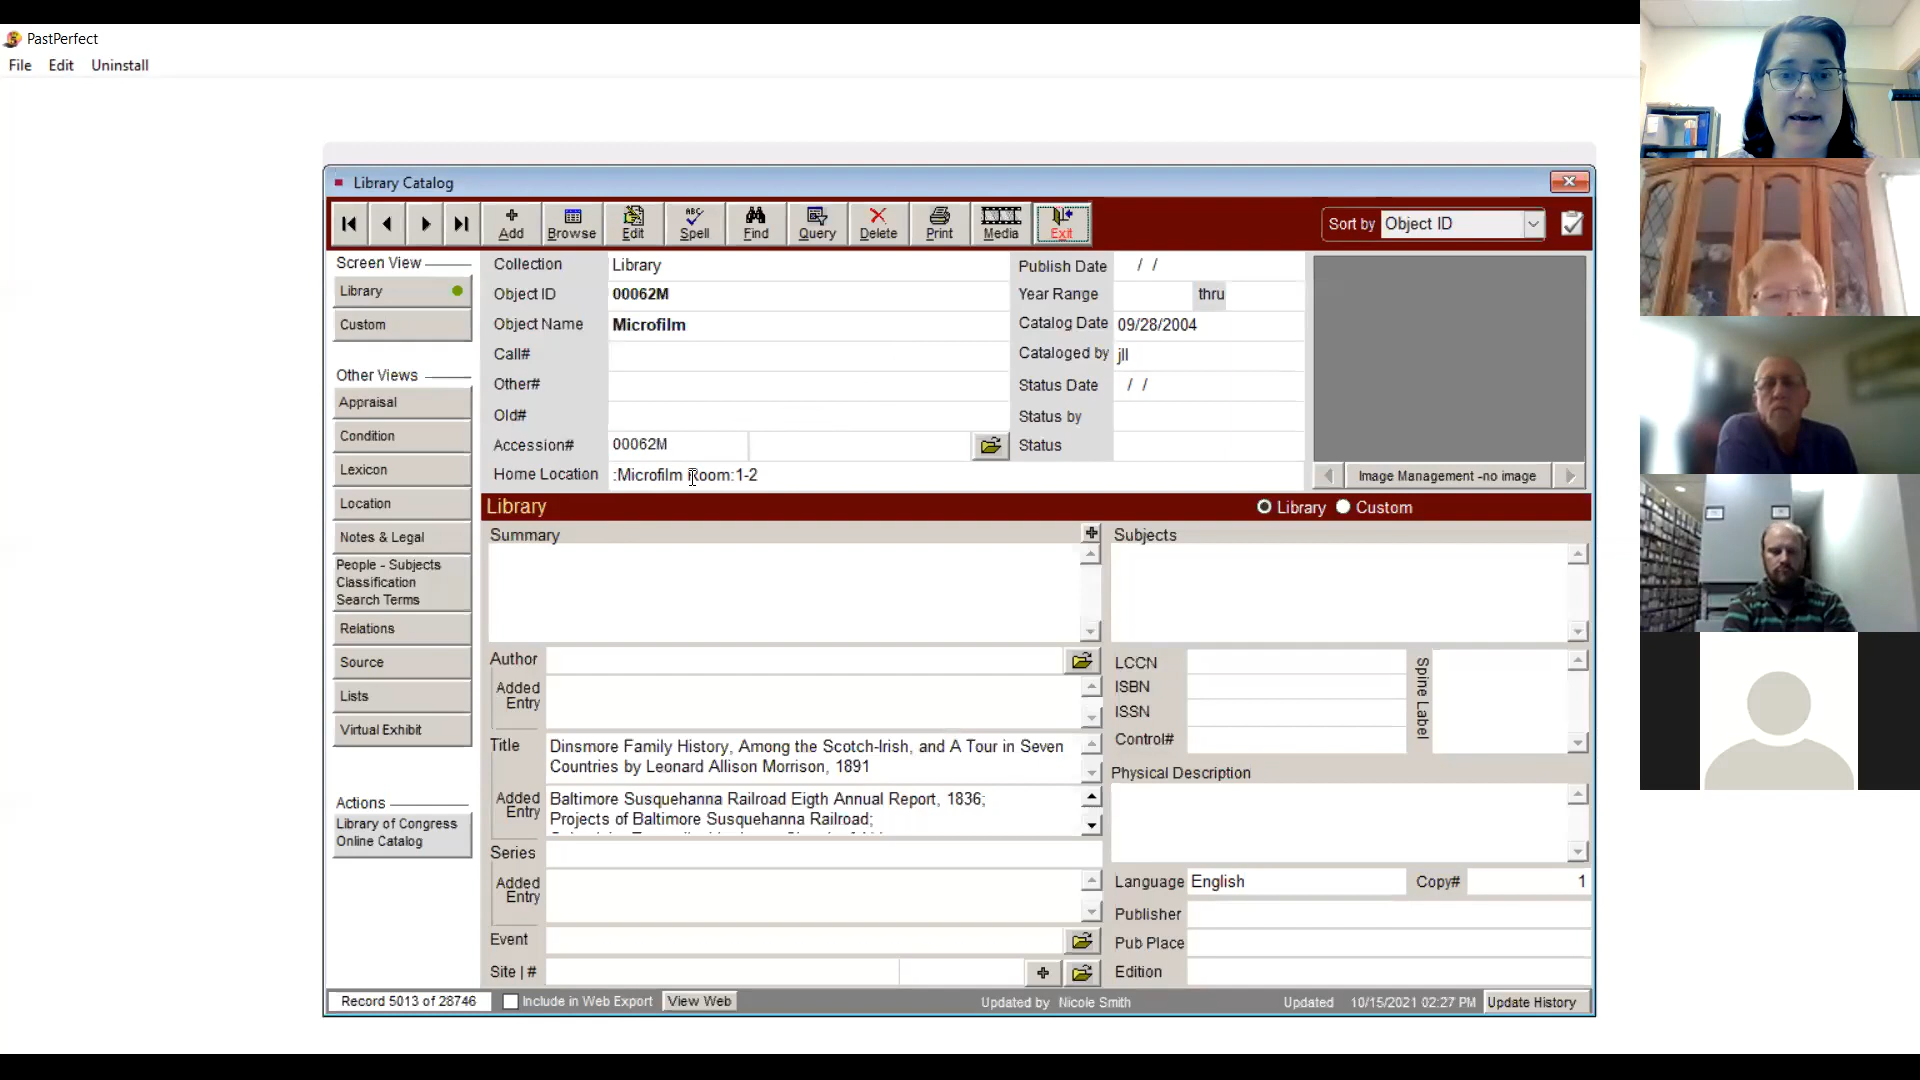 PastPerfect
File Edit Uninstall
Library Catalog
Add Browse Edit ABC Spell Find Query Delete Print Media Exit
Sort by Object ID
Screen View
Library
Custom
Other Views
Appraisal
Condition
Lexicon
Location
Notes & Legal
People - Subjects
Classification
Search Terms
Relations
Source
Lists
Virtual Exhibit
Actions
Library of Congress
Online Catalog
Collection Library
Object ID 00062M
Object Name Microfilm
Call#
Other#
Old#
Accession# 00062M
Home Location :Microfilm Room:1-2
Publish Date / /
Year Range thru
Catalog Date 09/28/2004
Cataloged by jll
Status Date / /
Status by
Status
Image Management -no image
Library
Library Custom
Summary
Subjects
Author
Added
Entry
Title Dinsmore Family History, Among the Scotch-Irish, and A Tour in Seven
Countries by Leonard Allison Morrison, 1891
Added Entry Baltimore Susquehanna Railroad Eigth Annual Report, 1836;
Projects of Baltimore Susquehanna Railroad;
Series
Added
Entry
Event
Site | #
LCCN
ISBN
ISSN
Control#
Spine Label
Physical Description
Language English Copy# 1
Publisher
Pub Place
Edition
Record 5013 of 28746 Include in Web Export View Web Updated by Nicole Smith Updated 10/15/2021 02:27 PM Update History